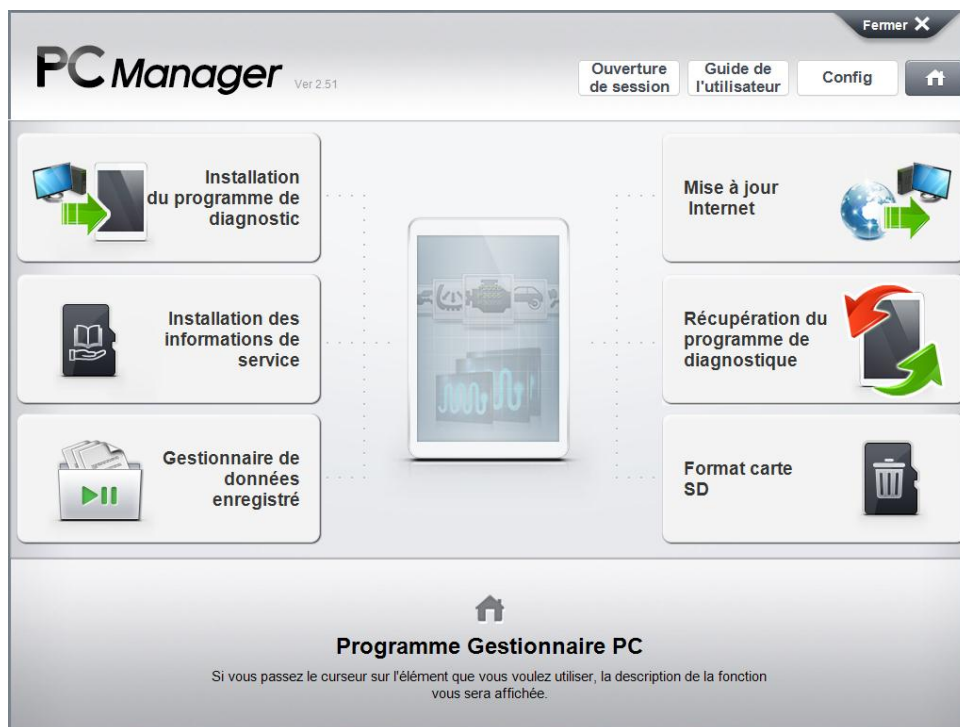 Fermer X
PC Manager Ver 2.51
Ouverture
de session
Guide de
l'utilisateur
Config
Installation
du programme de
diagnostic
Mise à jour
Internet
Installation des
informations de
service
Récupération du
programme de
diagnostique
Gestionnaire de
données
enregistré
Format carte
SD
Programme Gestionnaire PC
Si vous passez le curseur sur l'élément que vous voulez utiliser, la description de la fonction
vous sera affichée.